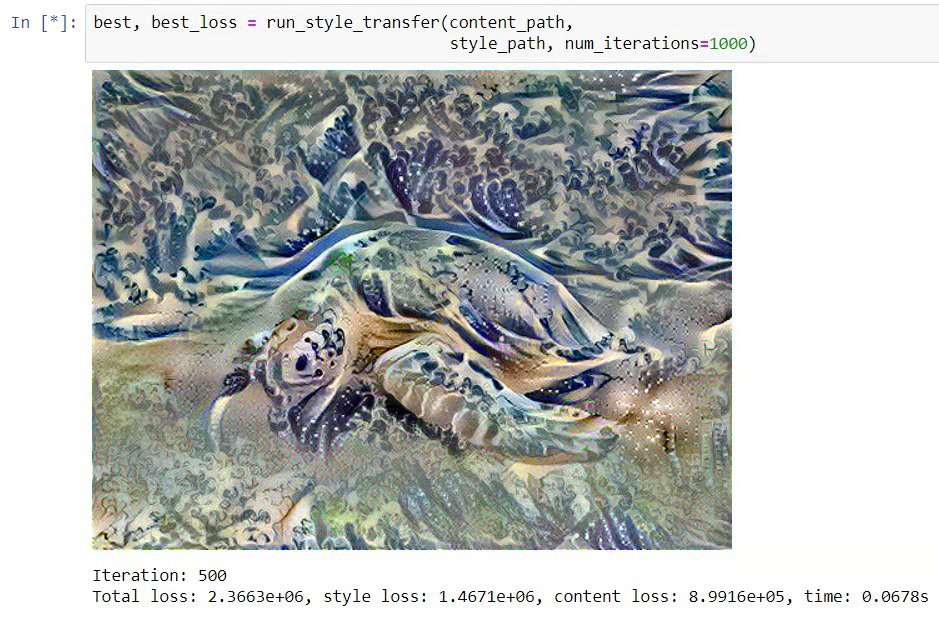 In [*]: best, best_loss = run_style_transfer(content_path,
style_path, num_iterations=1000)
Iteration: 500
Total loss: 2.3663e+06, style loss: 1.4671e+06, content loss: 8.9916e+05, time: 0.0678s